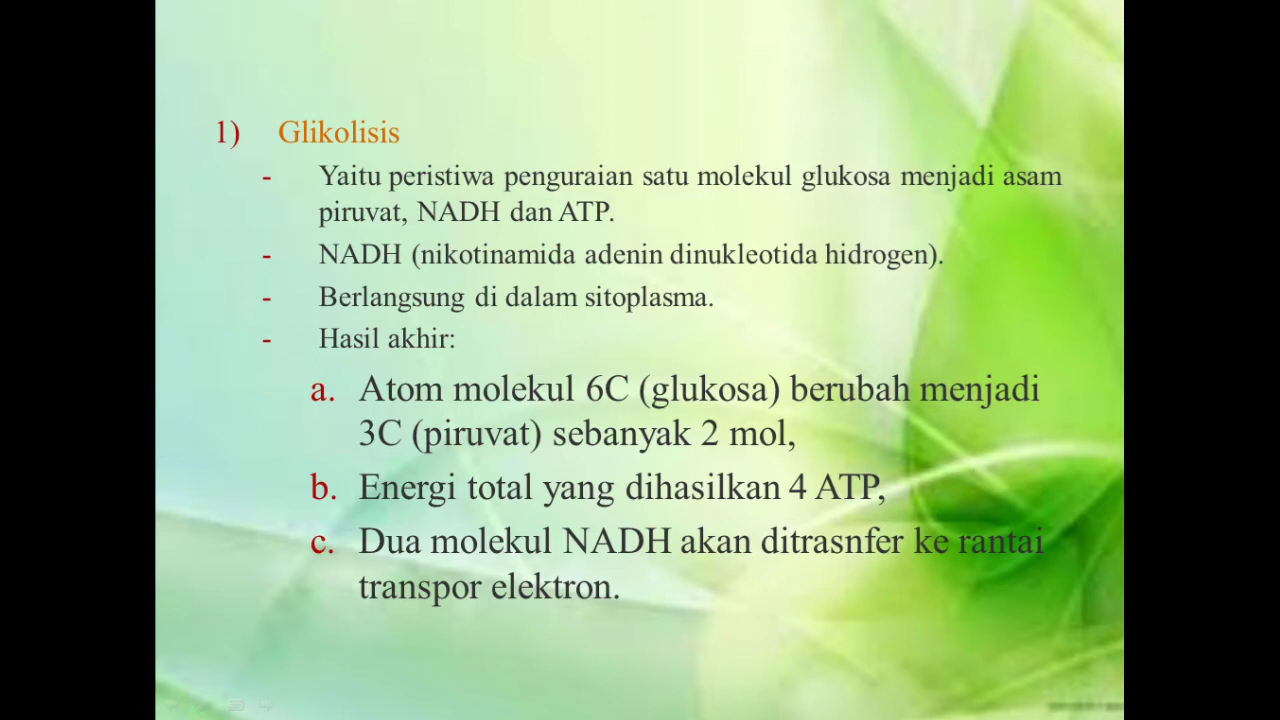 1) Glikolisis
- Yaitu peristiwa penguraian satu molekul glukosa menjadi asam
piruvat, NADH dan ATP.
- NADH (nikotinamida adenin dinukleotida hidrogen).
- Berlangsung di dalam sitoplasma.
- Hasil akhir:
a. Atom molekul 6C (glukosa) berubah menjadi
3C (piruvat) sebanyak 2 mol,
b. Energi total yang dihasilkan 4 ATP,
c. Dua molekul NADH akan ditrasnfer ke rantai
transpor elektron.